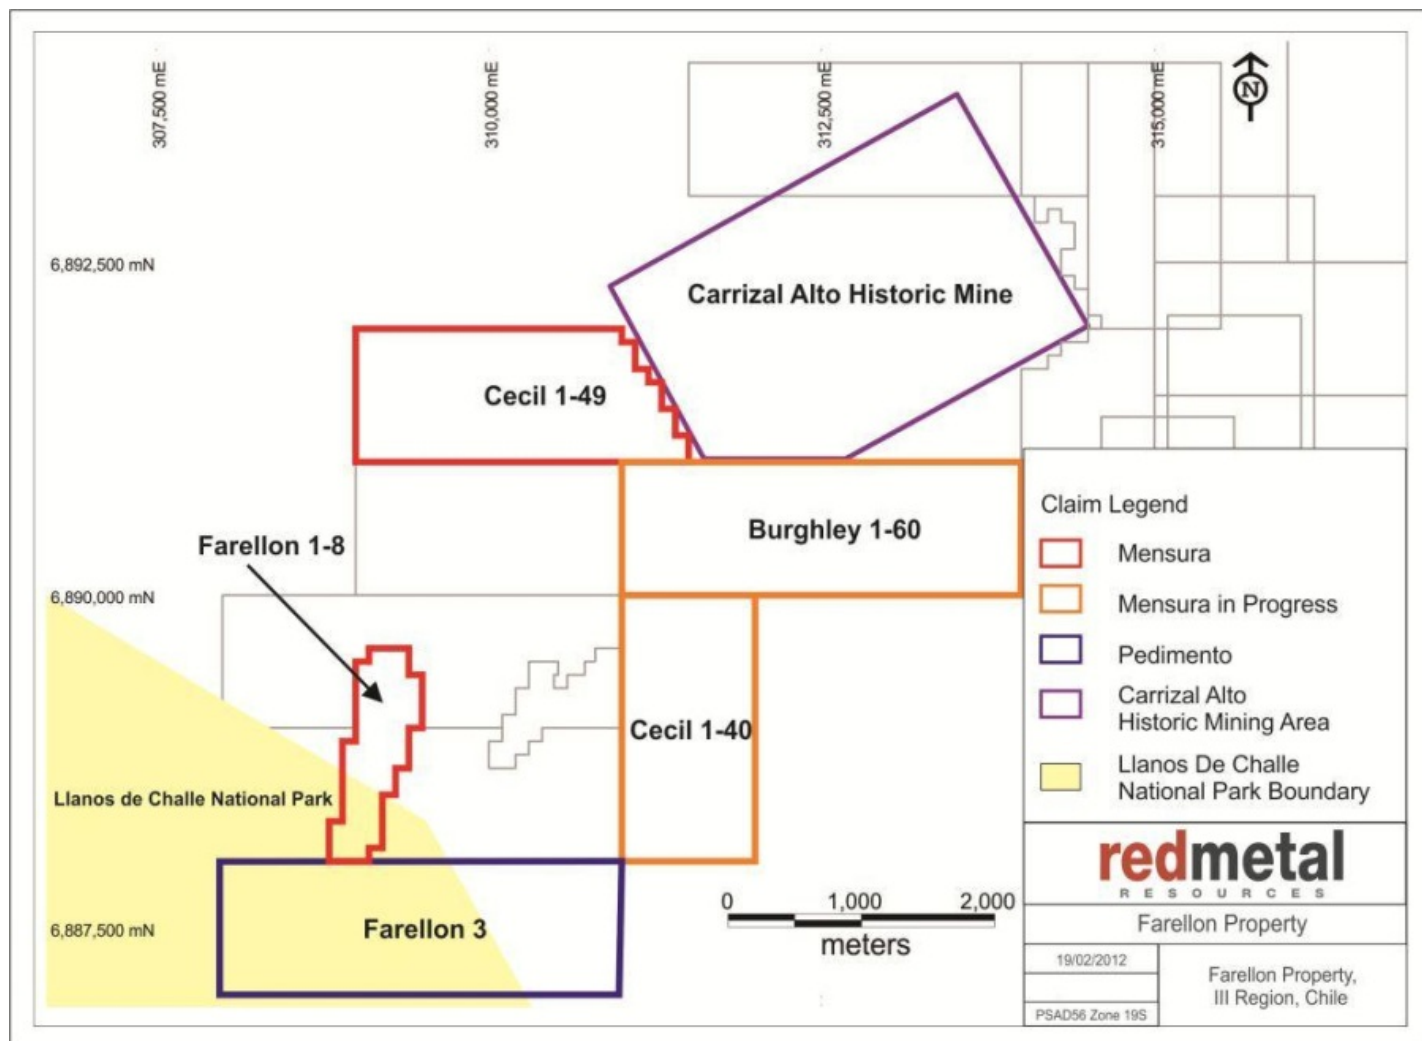 307,500 mE
310,000 mE
312,500 mE
315,000 mE
N
6,892,500 mN
Carrizal Alto Historic Mine
Cecil 1-49
Burghley 1-60
Farellon 1-8
6,890,000 mN
Cecil 1-40
Llanos de Challe National Park
Farellon 3
6,887,500 mN
0 1,000 2,000
meters
Claim Legend
Mensura
Mensura in Progress
Pedimento
Carrizal Alto
Historic Mining Area
Llanos De Challe
National Park Boundary
redmetal
RESOURCES
Farellon Property
19/02/2012
Farellon Property,
III Region, Chile
PSAD56 Zone 19S